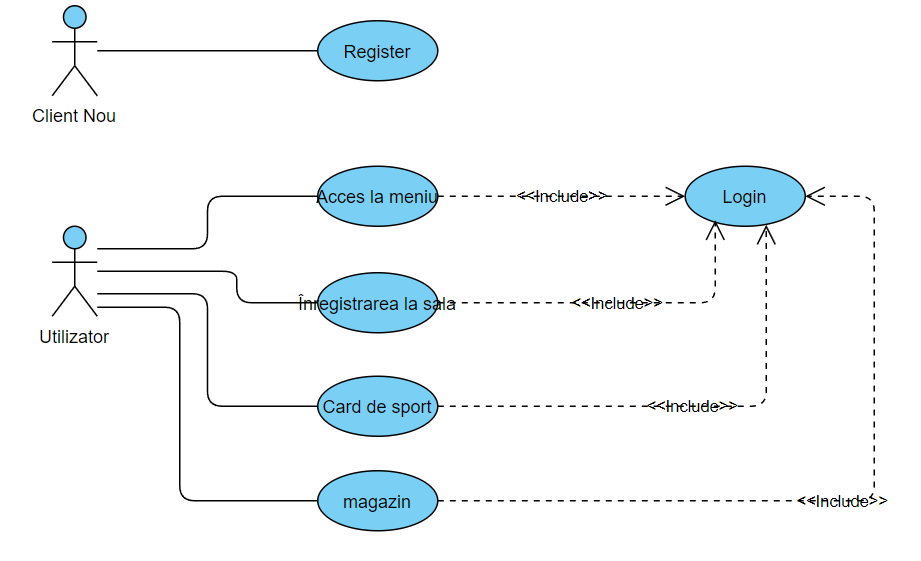 Register
Client Nou
Acces la meniu
<<Include>>
Login
Înregistrarea la sala
<<Include>>
Utilizator
Card de sport
<<Include>>
magazin
<<Include>>